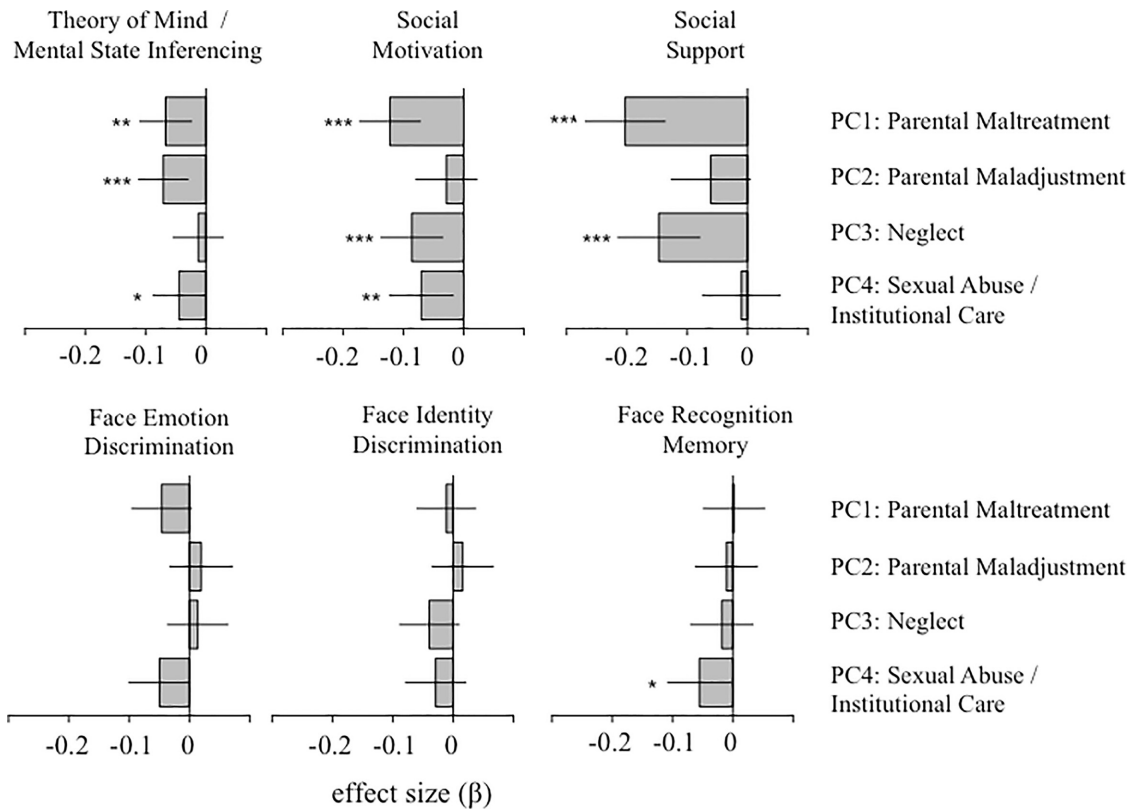 Theory of Mind /
Mental State Inferencing
Social
Motivation
Social
Support
**
***
***
PC1: Parental Maltreatment
***
PC2: Parental Maladjustment
***
***
PC3: Neglect
*
**
PC4: Sexual Abuse /
Institutional Care
-0.2 -0.1 0
-0.2 -0.1 0
-0.2 -0.1 0
Face Emotion
Discrimination
Face Identity
Discrimination
Face Recognition
Memory
PC1: Parental Maltreatment
PC2: Parental Maladjustment
PC3: Neglect
*
PC4: Sexual Abuse /
Institutional Care
-0.2 -0.1 0
-0.2 -0.1 0
-0.2 -0.1 0
effect size (β)